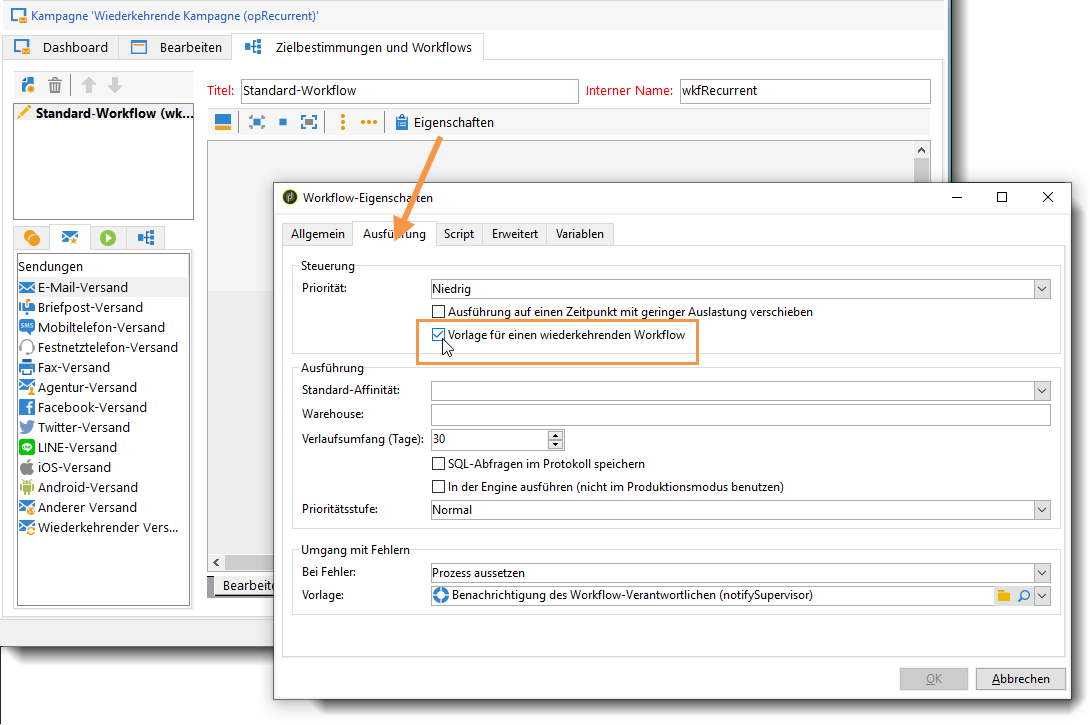 Kampagne 'Wiederkehrende Kampagne (opRecurrent)'
Dashboard Bearbeiten Zielbestimmungen und Workflows
Titel: Standard-Workflow Interner Name: wkfRecurrent
Standard-Workflow (wk...
Eigenschaften
Workflow-Eigenschaften
Allgemein Ausführung Script Erweitert Variablen
Steuerung
Priorität: Niedrig
Ausführung auf einen Zeitpunkt mit geringer Auslastung verschieben
Vorlage für einen wiederkehrenden Workflow
Ausführung
Standard-Affinität:
Warehouse:
Verlaufsumfang (Tage): 30
SQL-Abfragen im Protokoll speichern
In der Engine ausführen (nicht im Produktionsmodus benutzen)
Prioritätsstufe: Normal
Umgang mit Fehlern
Bei Fehler: Prozess aussetzen
Vorlage: Benachrichtigung des Workflow-Verantwortlichen (notifySupervisor)
OK Abbrechen
Sendungen
E-Mail-Versand
Briefpost-Versand
SMS Mobiltelefon-Versand
Festnetztelefon-Versand
Fax-Versand
Agentur-Versand
Facebook-Versand
Twitter-Versand
LINE-Versand
iOS-Versand
Android-Versand
Anderer Versand
Wiederkehrender Vers...
Bearbeite